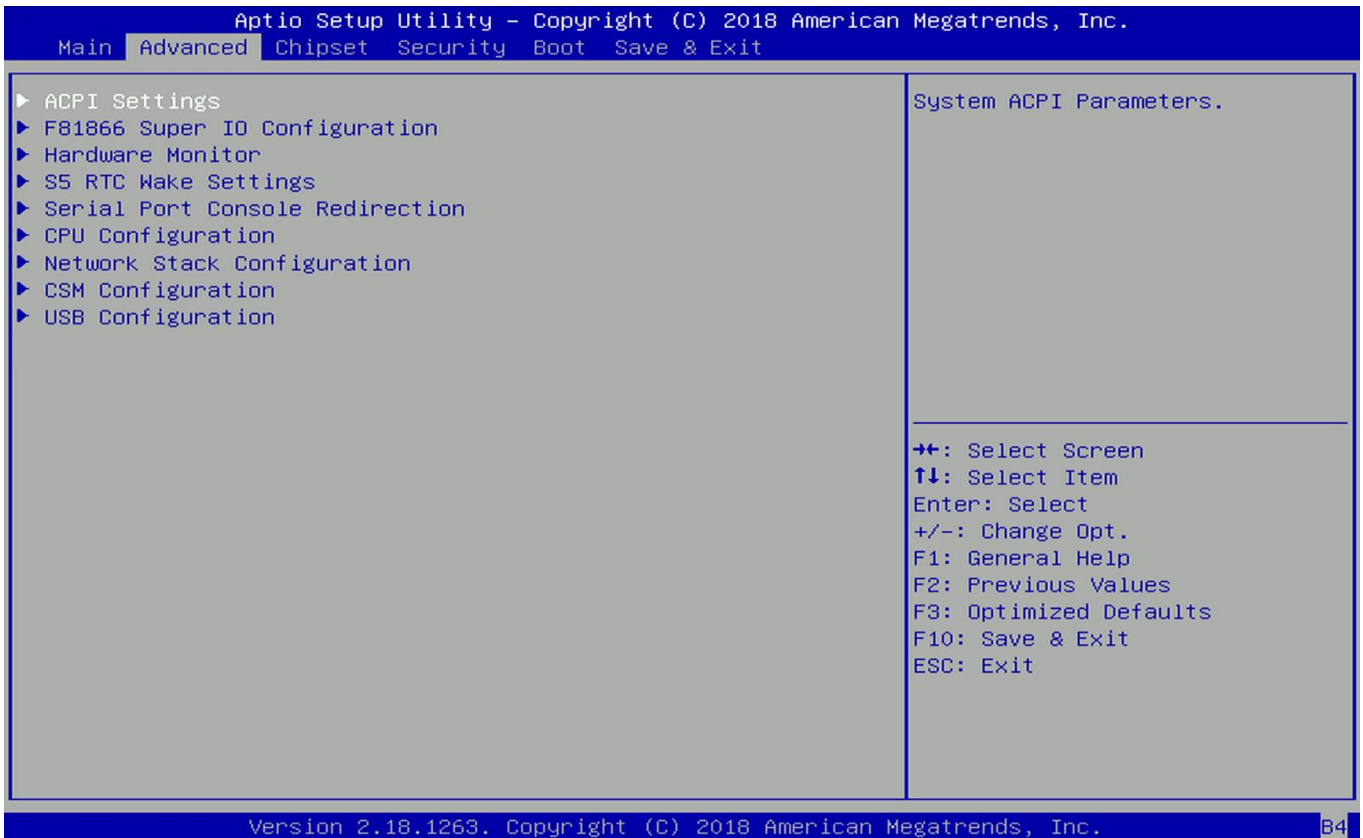 Aptio Setup Utility – Copyright (C) 2018 American Megatrends, Inc.
Main Advanced Chipset Security Boot Save & Exit
▶ ACPI Settings
▶ F81866 Super IO Configuration
▶ Hardware Monitor
▶ S5 RTC Wake Settings
▶ Serial Port Console Redirection
▶ CPU Configuration
▶ Network Stack Configuration
▶ CSM Configuration
▶ USB Configuration
System ACPI Parameters.
→←: Select Screen
↑↓: Select Item
Enter: Select
+/-: Change Opt.
F1: General Help
F2: Previous Values
F3: Optimized Defaults
F10: Save & Exit
ESC: Exit
Version 2.18.1263. Copyright (C) 2018 American Megatrends, Inc.
B4